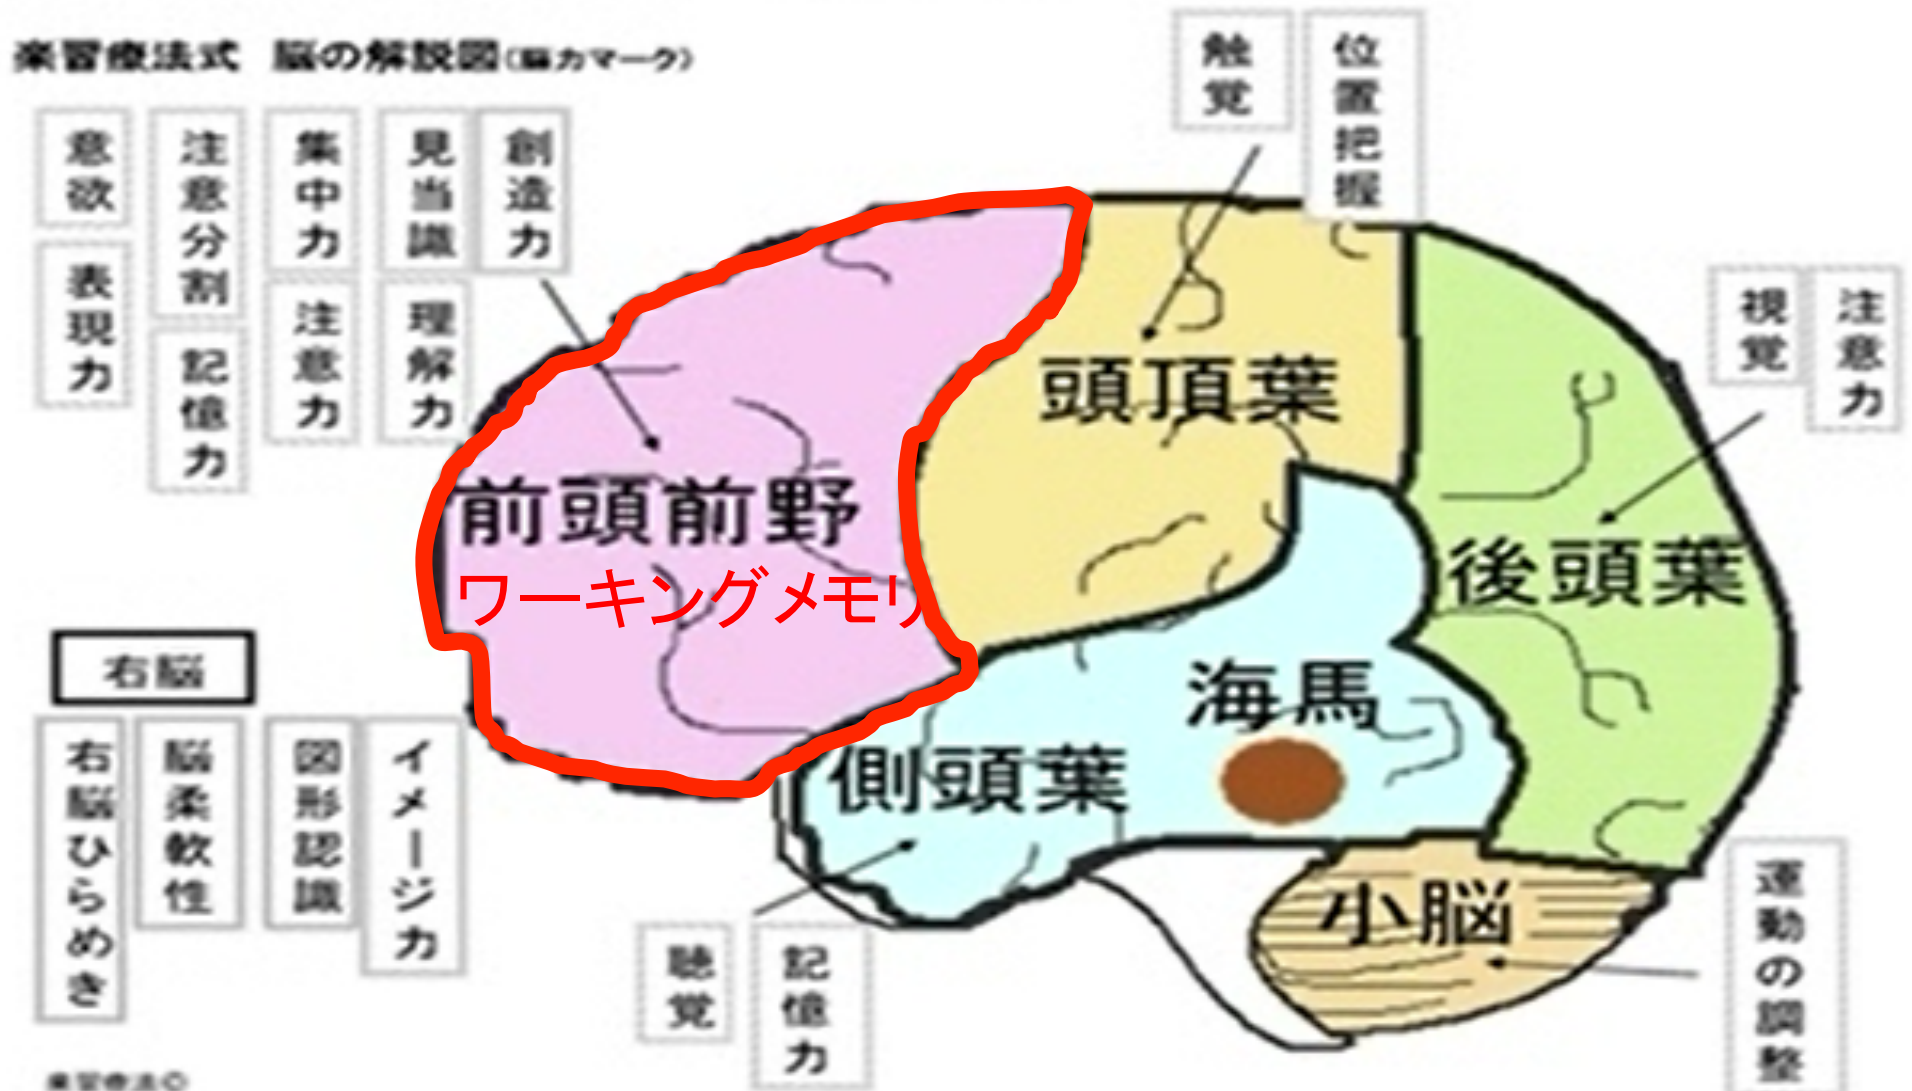 楽習療法式 脳の解説図(脳力マーク)
触覚
位置把握
意欲
注意分割
集中力
見当識
創造力
表現力
記憶力
注意力
理解力
視覚
注意力
頭頂葉
前頭前野
ワーキングメモリ
後頭葉
右脳
海馬
側頭葉
右脳ひらめき
脳柔軟性
図形認識
イメージ力
小脳
運動の調整
聴覚
記憶力
楽習療法©